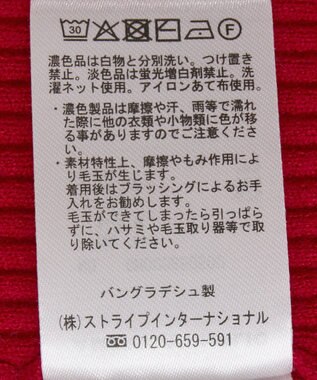 30 F
濃色品は白物と分別洗い。つけ置き
禁止。淡色品は蛍光増白剤禁止。洗
濯ネット使用。アイロンあて布使用。
・濃色製品は摩擦や汗、雨等で濡れ
た際に他の衣類や小物類に色が移
る事がありますのでご注意くださ
い。
・素材特性上、摩擦やもみ作用によ
り毛玉が生じます。
着用後はブラッシングによるお手
入れをお勧めします。
毛玉ができてしまったら引っぱら
ずに、ハサミや毛玉取り器等で取
り除いてください。
バングラデシュ製
(株)ストライプインターナショナル
0120-659-591